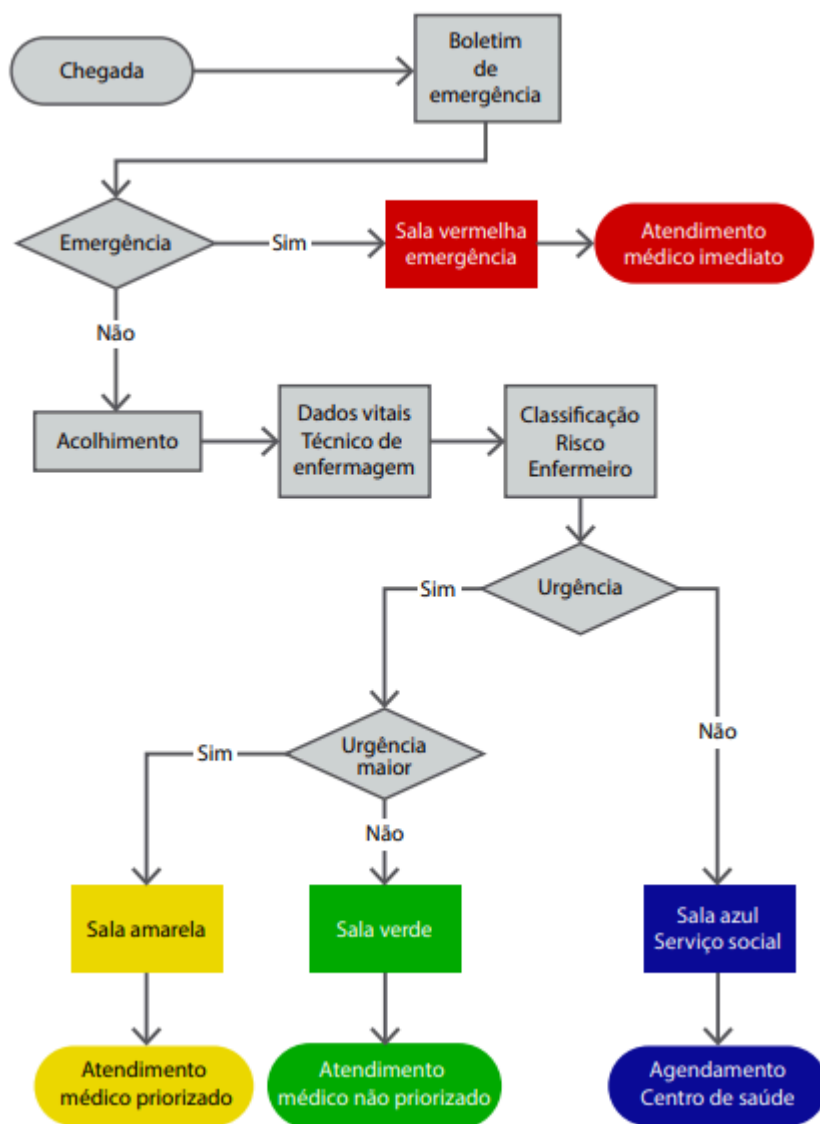 Chegada
Boletim
de
emergência
Emergência
Sim
Sala vermelha
emergência
Atendimento
médico imediato
Não
Acolhimento
Dados vitais
Técnico de
enfermagem
Classificação
Risco
Enfermeiro
Urgência
Sim
Não
Urgência
maior
Sim
Não
Sala amarela
Sala verde
Sala azul
Serviço social
Atendimento
médico priorizado
Atendimento
médico não priorizado
Agendamento
Centro de saúde